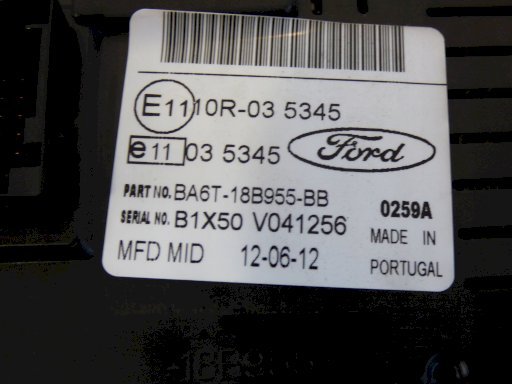 E11 10R-03 5345
e 11 03 5345 Ford
PART NO. BA6T-18B955-BB 0259A
SERIAL NO. B1X50 V041256 MADE IN
MFD MID 12-06-12 PORTUGAL